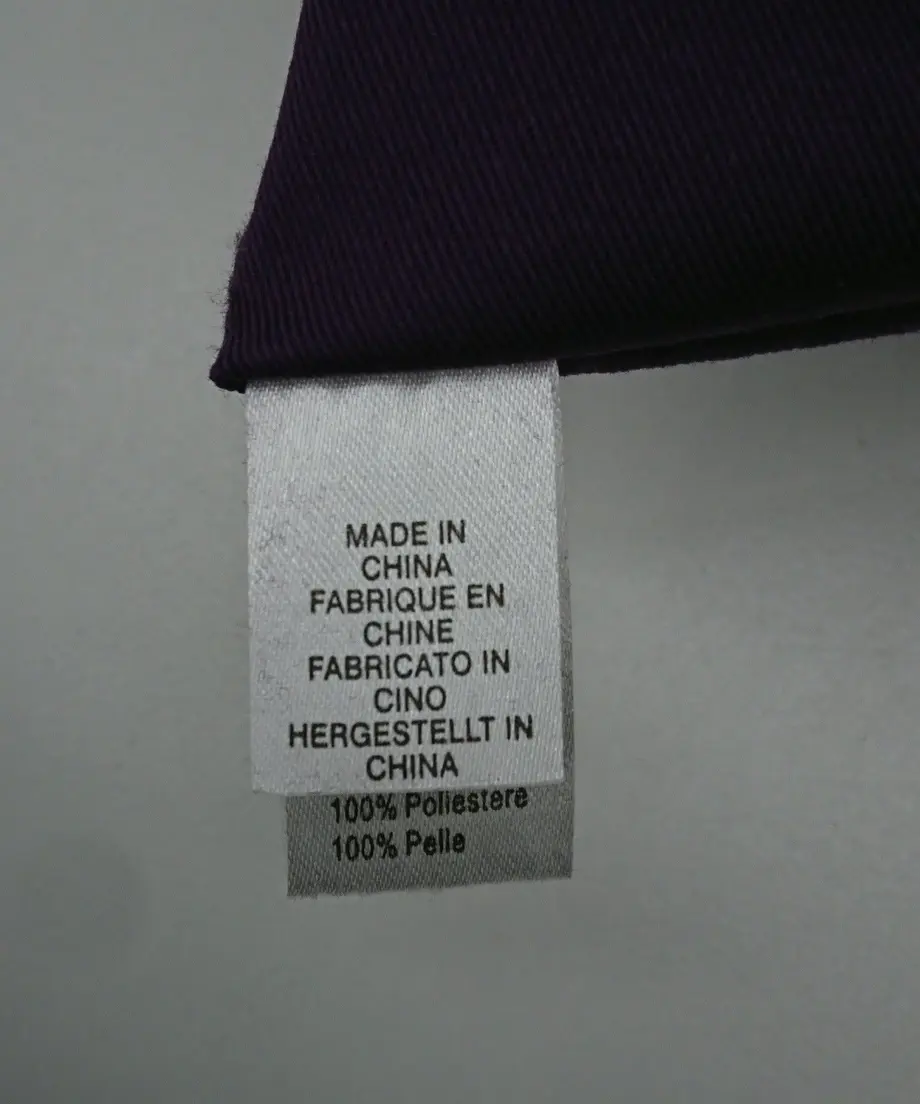 MADE IN
CHINA
FABRIQUE EN
CHINE
FABRICATO IN
CINO
HERGESTELLT IN
CHINA
100% Poliestere
100% Pelle